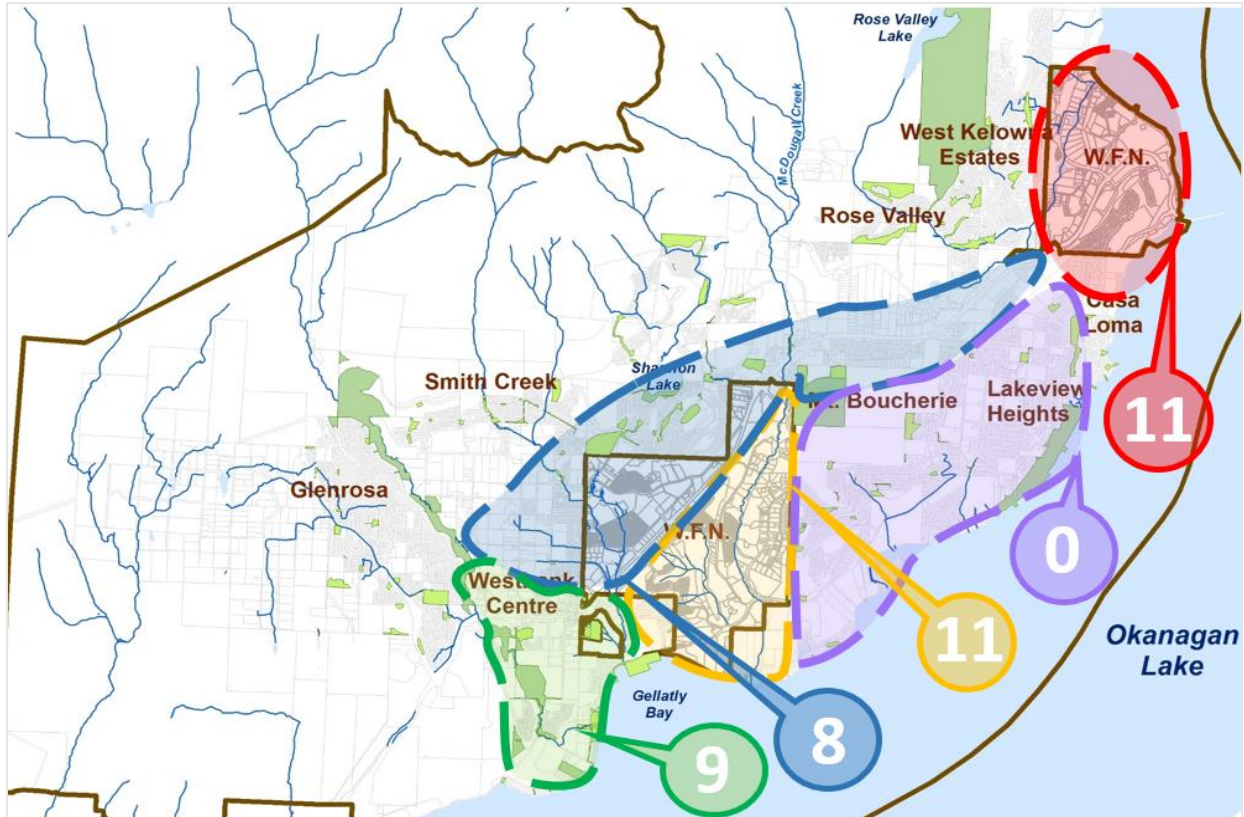 Rose Valley
Lake
McDougall Creek
West Kelowna
Estates
W.F.N.
Rose Valley
Casa
Loma
Shannon
Lake
Smith Creek
Mt. Boucherie
Lakeview
Heights
11
Glenrosa
W.F.N.
0
Westbank
Centre
11
Okanagan
Lake
Gellatly
Bay
8
9